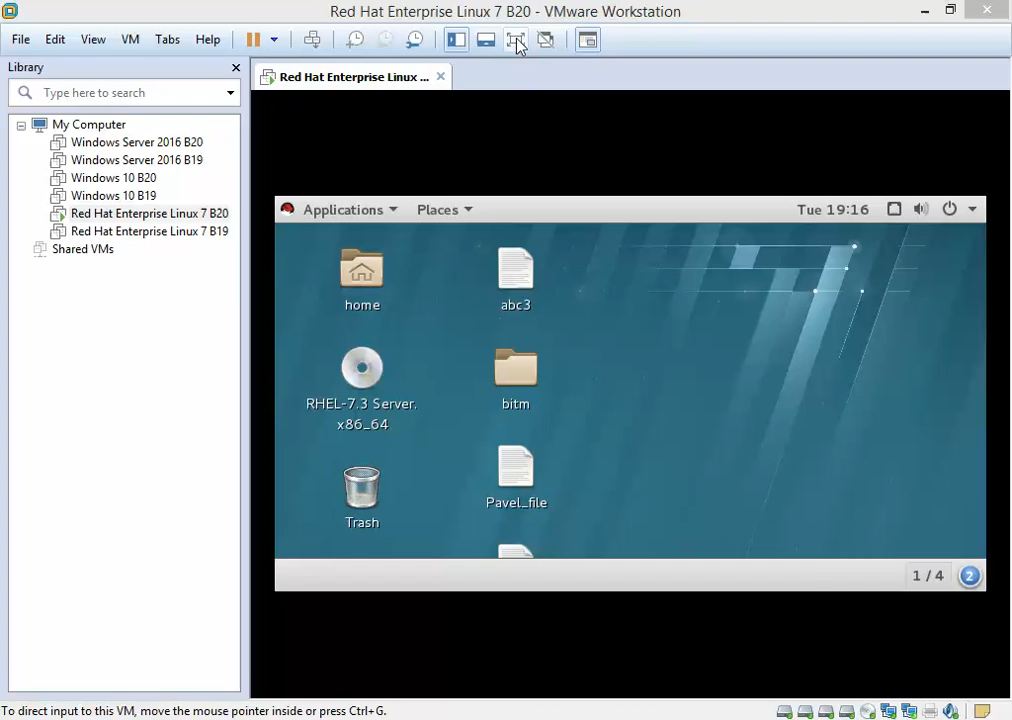 Red Hat Enterprise Linux 7 B20 - VMware Workstation
File Edit View VM Tabs Help
Library
Type here to search
My Computer
Windows Server 2016 B20
Windows Server 2016 B19
Windows 10 B20
Windows 10 B19
Red Hat Enterprise Linux 7 B20
Red Hat Enterprise Linux 7 B19
Shared VMs
Red Hat Enterprise Linux ...
Applications Places Tue 19:16
home
abc3
RHEL-7.3 Server.
x86_64
bitm
Trash
Pavel_file
1 / 4 2
To direct input to this VM, move the mouse pointer inside or press Ctrl+G.